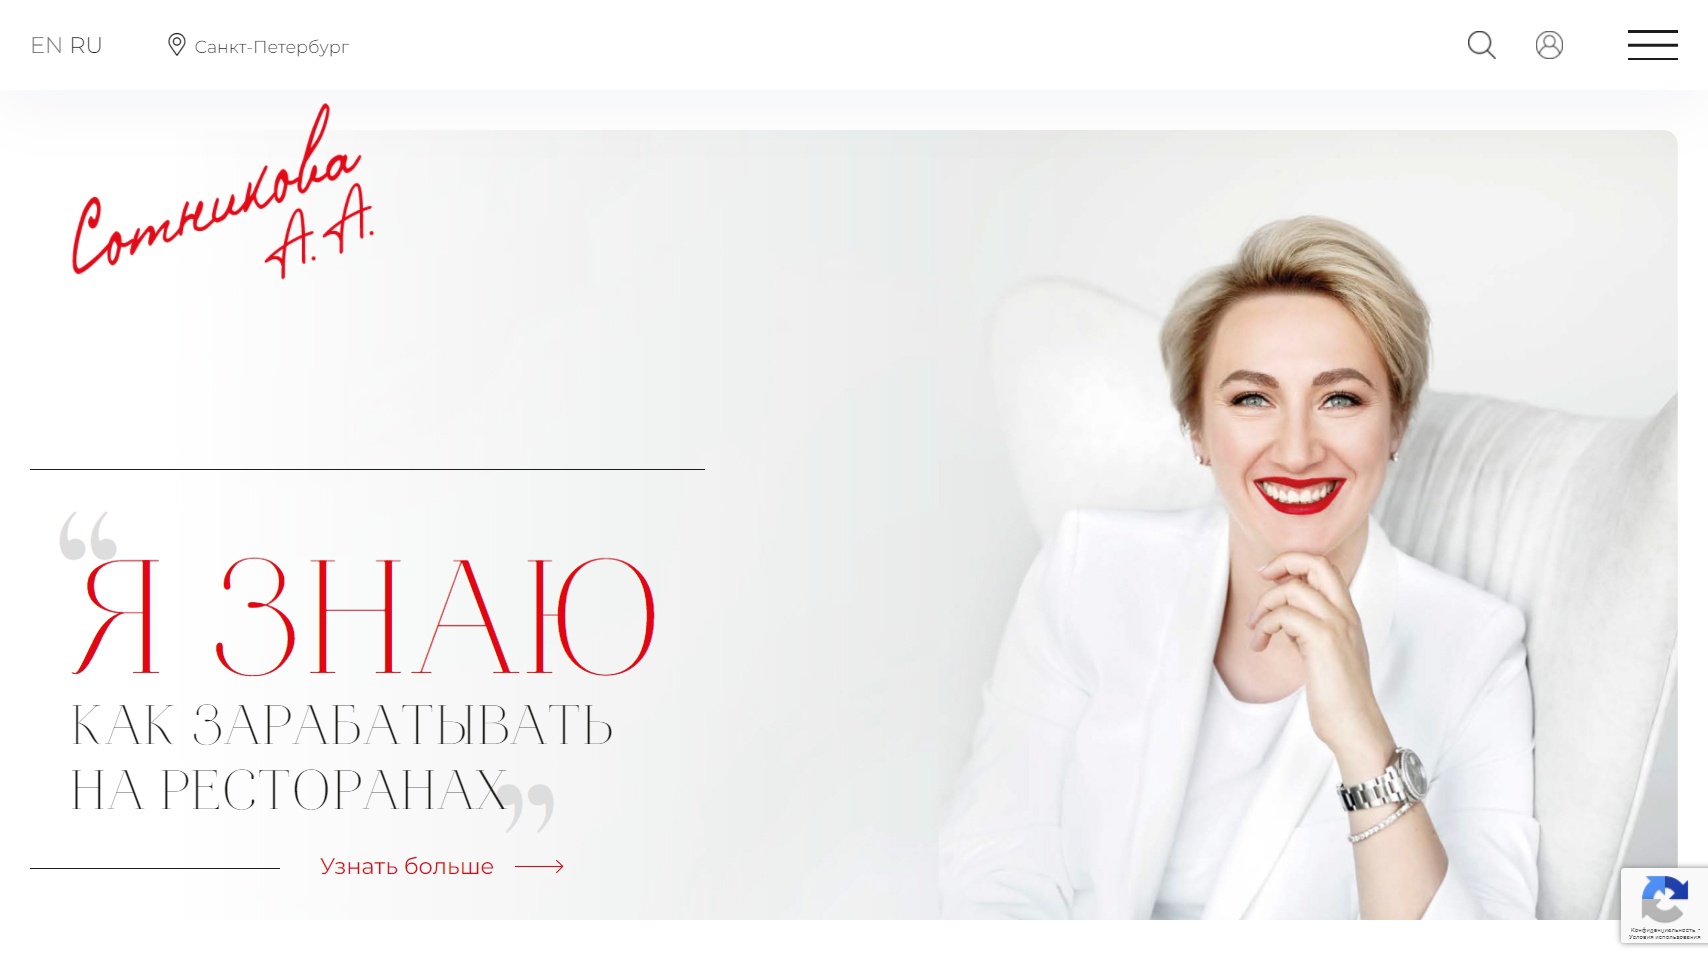 EN RU
Санкт-Петербург
Сотникова
А.А.
“Я ЗНАЮ
КАК ЗАРАБАТЫВАТЬ
НА РЕСТОРАНАХ”
Узнать больше
Конфиденциальность -
Условия использования